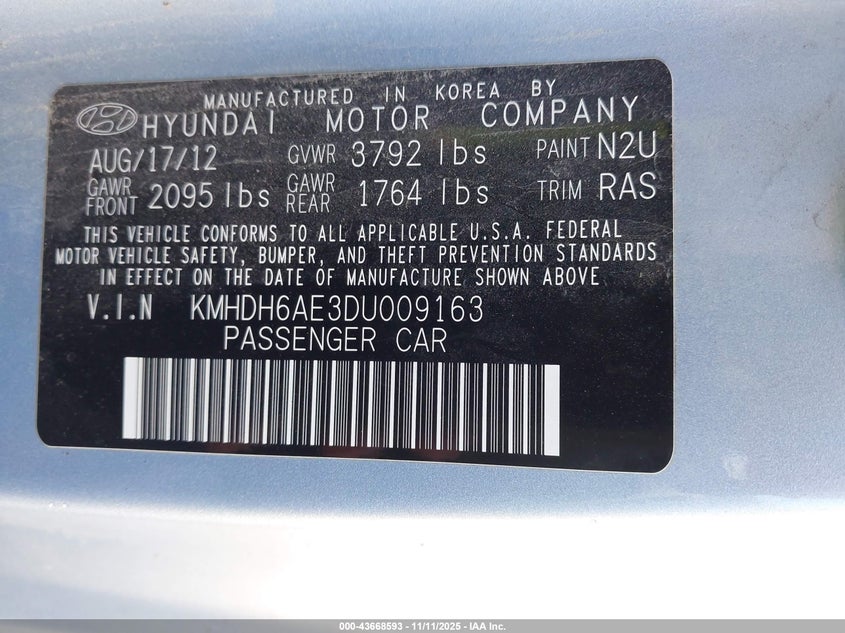 MANUFACTURED IN KOREA BY
HYUNDAI MOTOR COMPANY
AUG/17/12 GVWR 3792 lbs PAINT N2U
GAWR FRONT 2095 lbs GAWR REAR 1764 lbs TRIM RAS
THIS VEHICLE CONFORMS TO ALL APPLICABLE U.S.A. FEDERAL
MOTOR VEHICLE SAFETY, BUMPER, AND THEFT PREVENTION STANDARDS
IN EFFECT ON THE DATE OF MANUFACTURE SHOWN ABOVE
V.I.N KMHDH6AE3DU009163
PASSENGER CAR
000-43668593 - 11/11/2025 - IAA Inc.